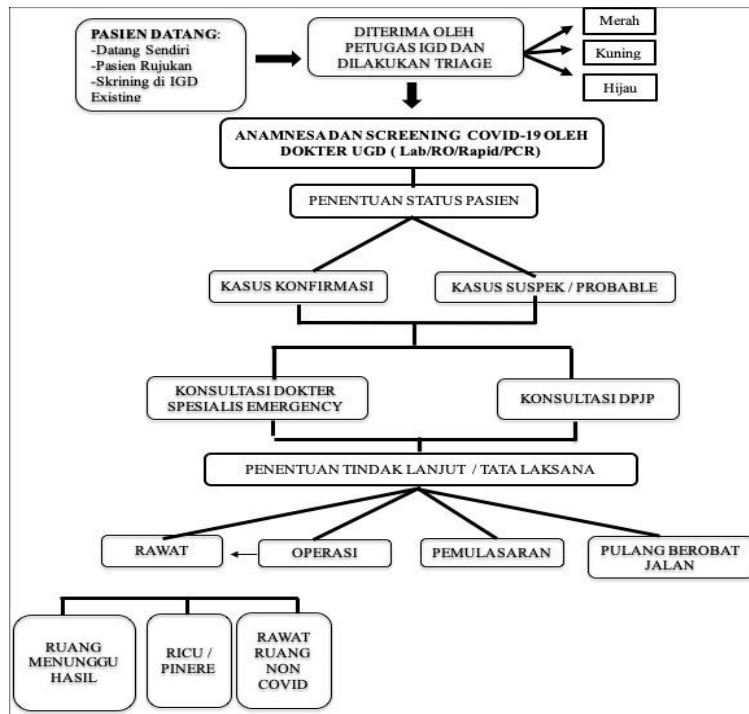 PASIEN DATANG:
-Datang Sendiri
-Pasien Rujukan
-Skrining di IGD
Existing
DITERIMA OLEH
PETUGAS IGD DAN
DILAKUKAN TRIAGE
Merah
Kuning
Hijau
ANAMNESA DAN SCREENING COVID-19 OLEH
DOKTER UGD ( Lab/RO/Rapid/PCR)
PENENTUAN STATUS PASIEN
KASUS KONFIRMASI
KASUS SUSPEK / PROBABLE
KONSULTASI DOKTER
SPESIALIS EMERGENCY
KONSULTASI DPJP
PENENTUAN TINDAK LANJUT / TATA LAKSANA
RAWAT
OPERASI
PEMULASARAN
PULANG BEROBAT
JALAN
RUANG
MENUNGGU
HASIL
RICU /
PINERE
RAWAT
RUANG
NON
COVID